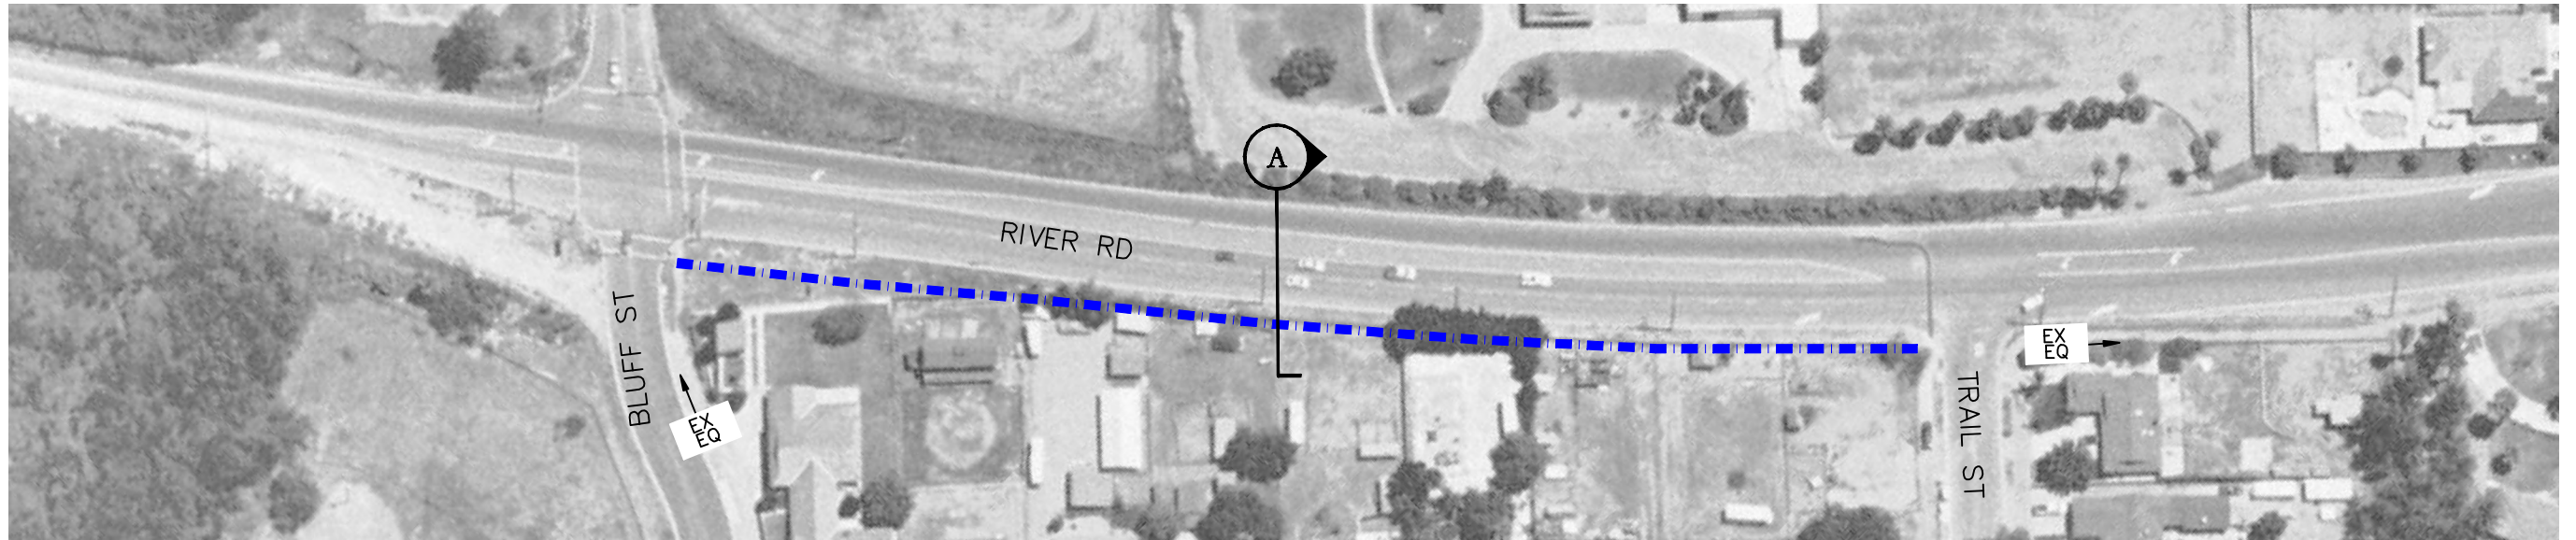 A
RIVER RD
BLUFF ST
EX
EQ
EX
EQ
TRAIL ST